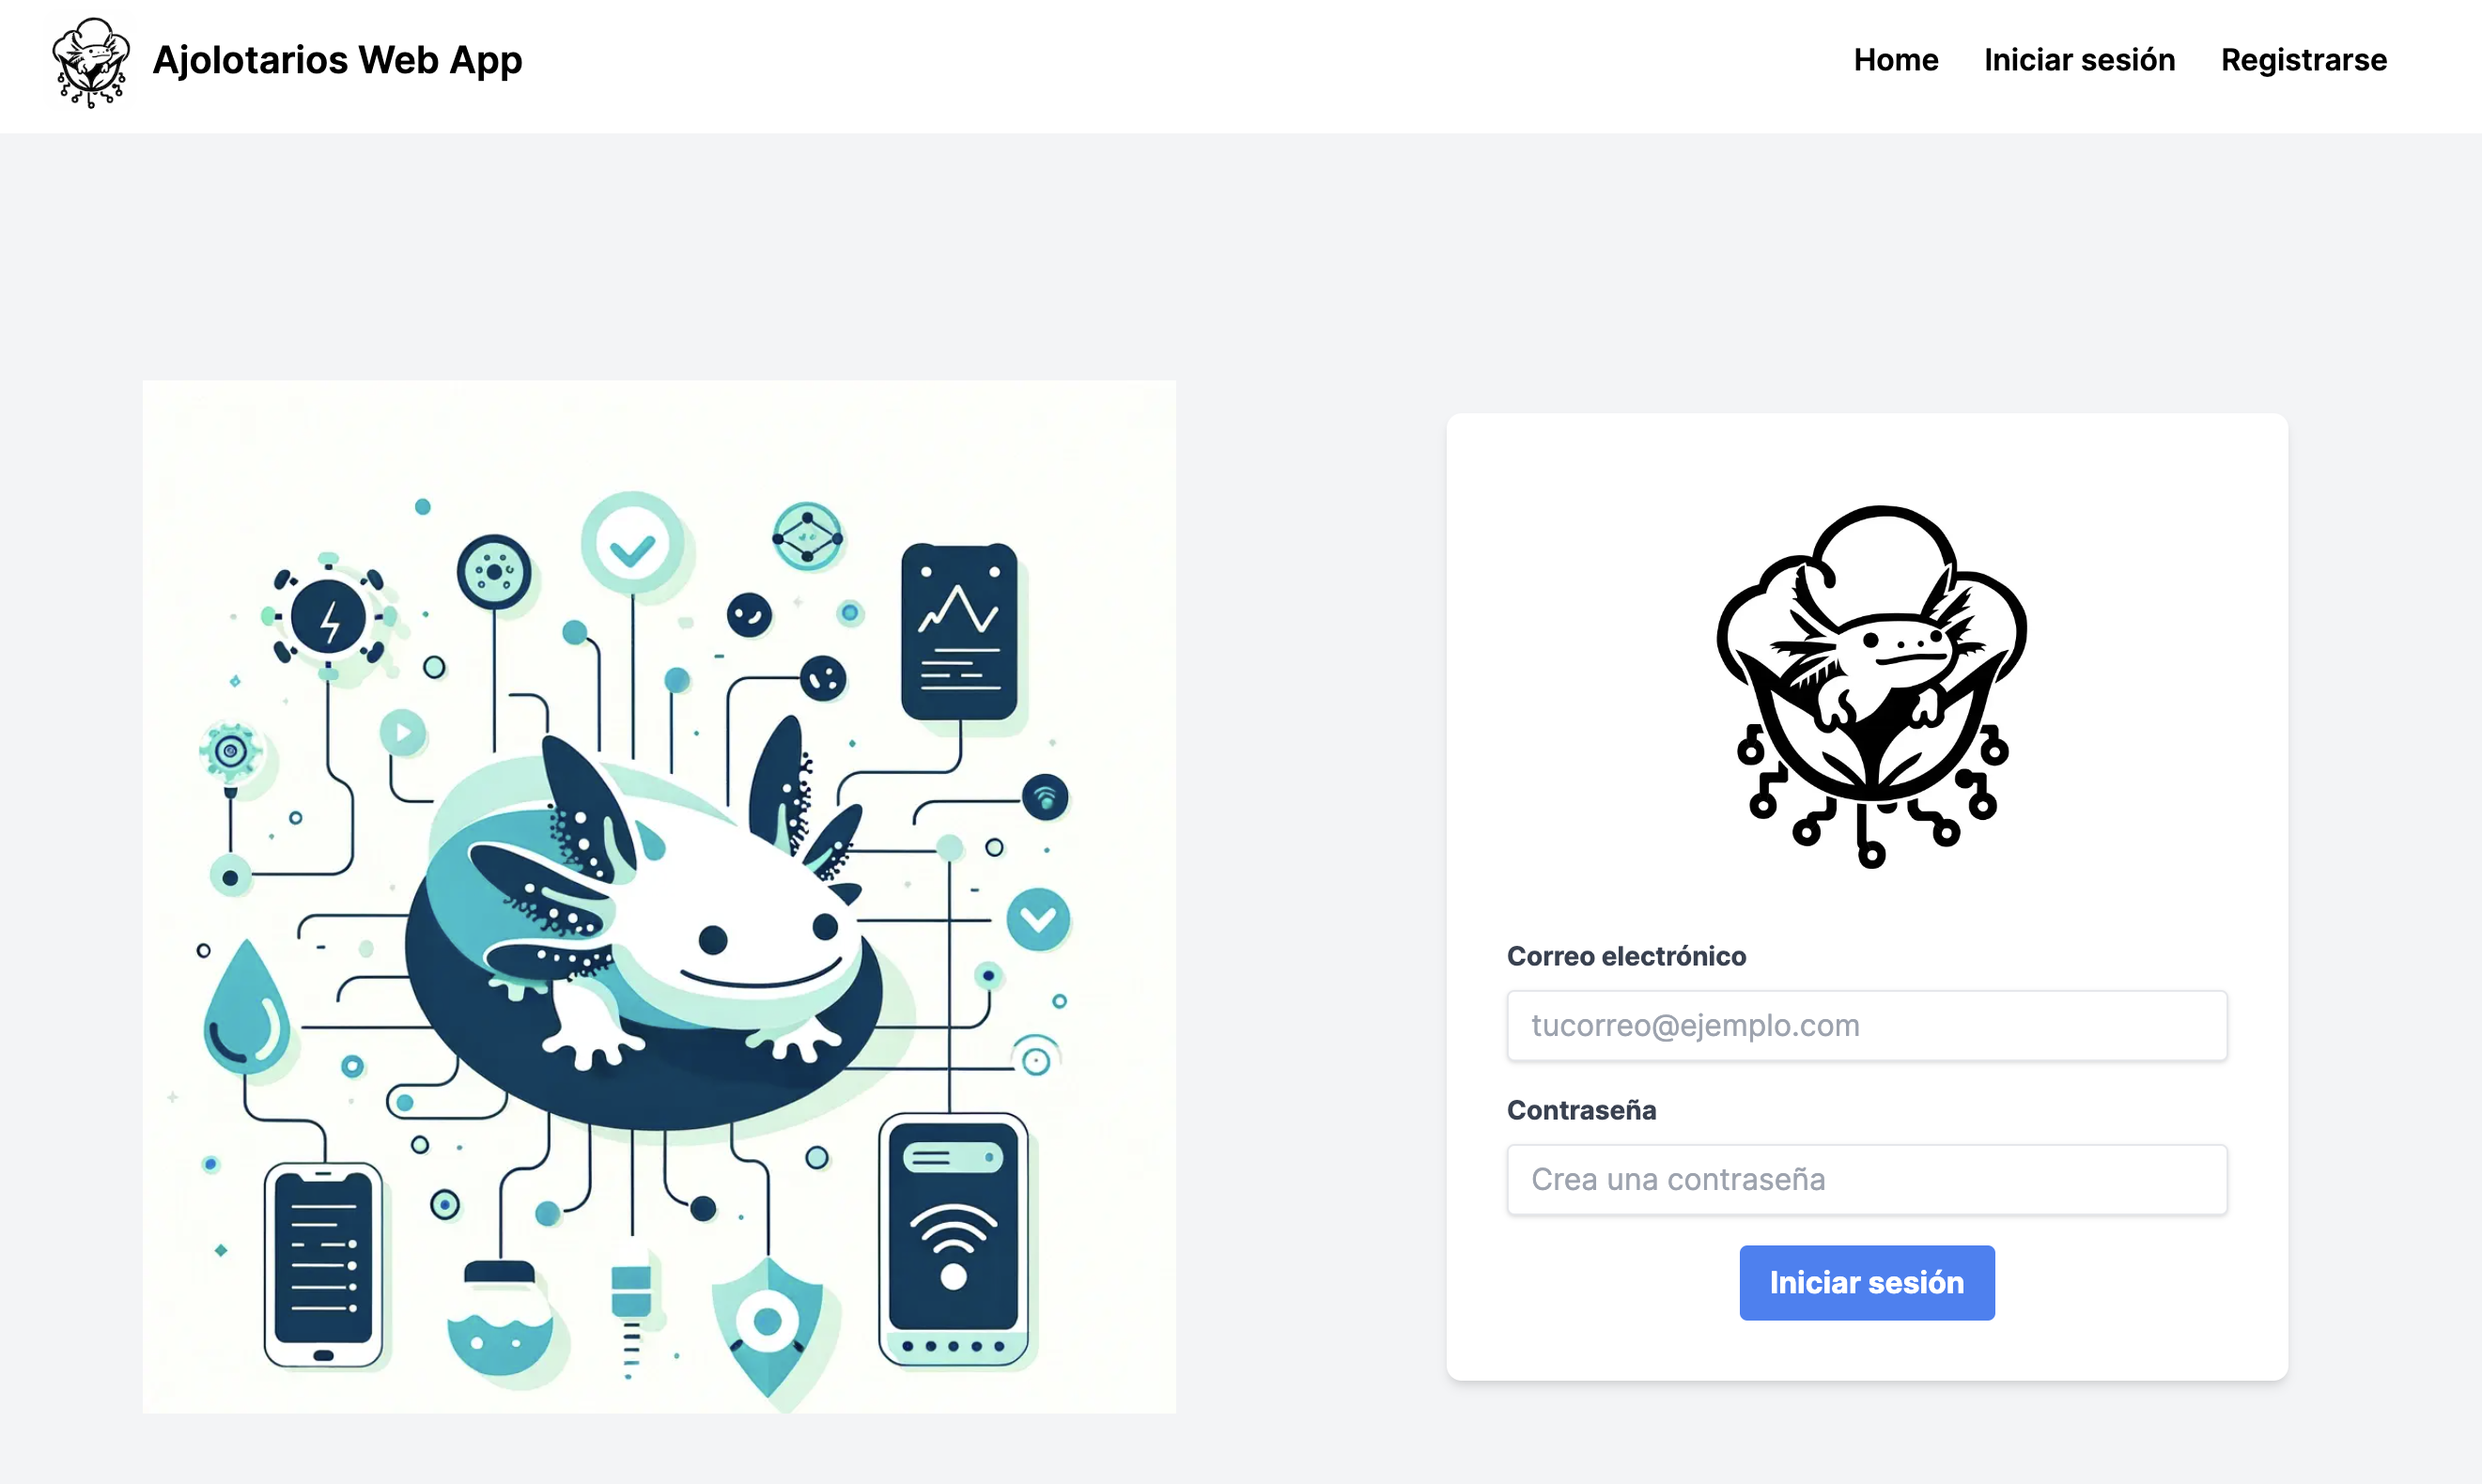 Ajolotarios Web App
Home
Iniciar sesión
Registrarse
Correo electrónico
tucorreo@ejemplo.com
Contraseña
Crea una contraseña
Iniciar sesión